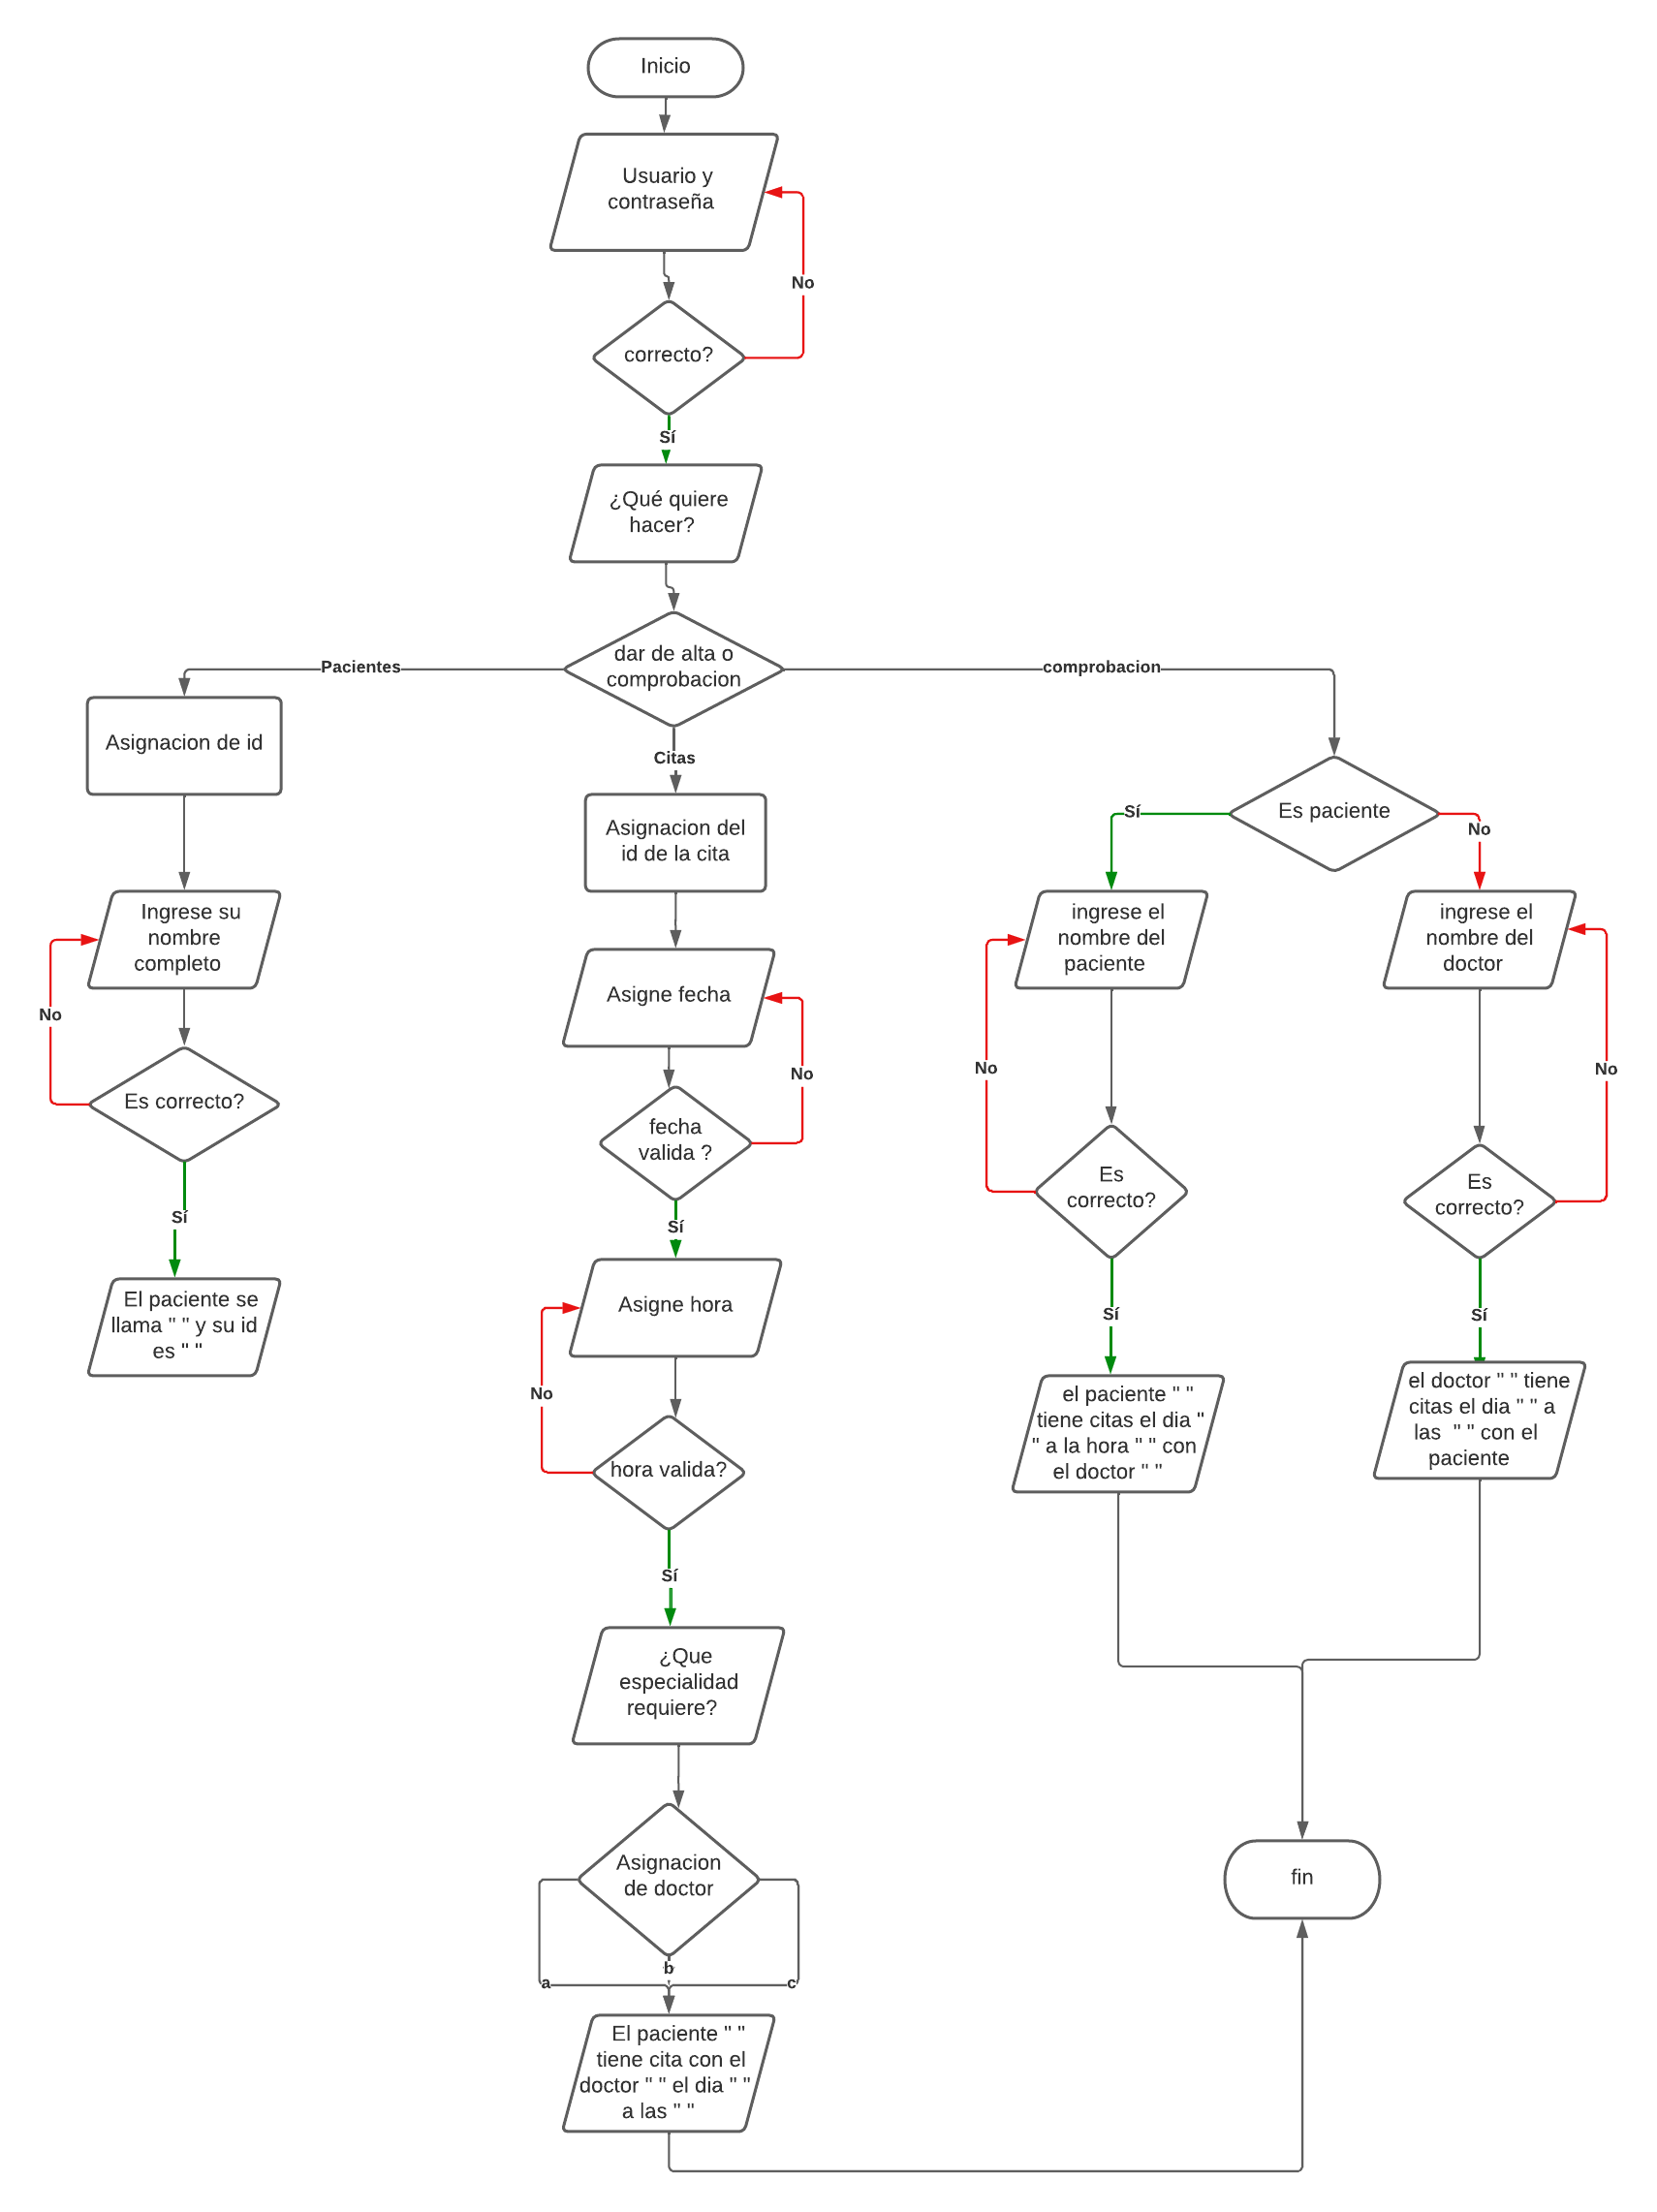 Inicio
Usuario y
contraseña
No
correcto?
Sí
¿Qué quiere
hacer?
dar de alta o
comprobacion
Pacientes
Asignacion de id
Ingrese su
nombre
completo
No
Es correcto?
Sí
El paciente se
llama " " y su id
es " "
Citas
Asignacion del
id de la cita
Asigne fecha
No
fecha
valida ?
Sí
Asigne hora
No
hora valida?
Sí
¿Que
especialidad
requiere?
Asignacion
de doctor
a
b
c
El paciente " "
tiene cita con el
doctor " " el dia " "
a las " "
comprobacion
Es paciente
Sí
ingrese el
nombre del
paciente
No
Es
correcto?
Sí
el paciente " "
tiene citas el dia "
" a la hora " " con
el doctor " "
No
ingrese el
nombre del
doctor
No
Es
correcto?
Sí
el doctor " " tiene
citas el dia " " a
las " " con el
paciente
fin